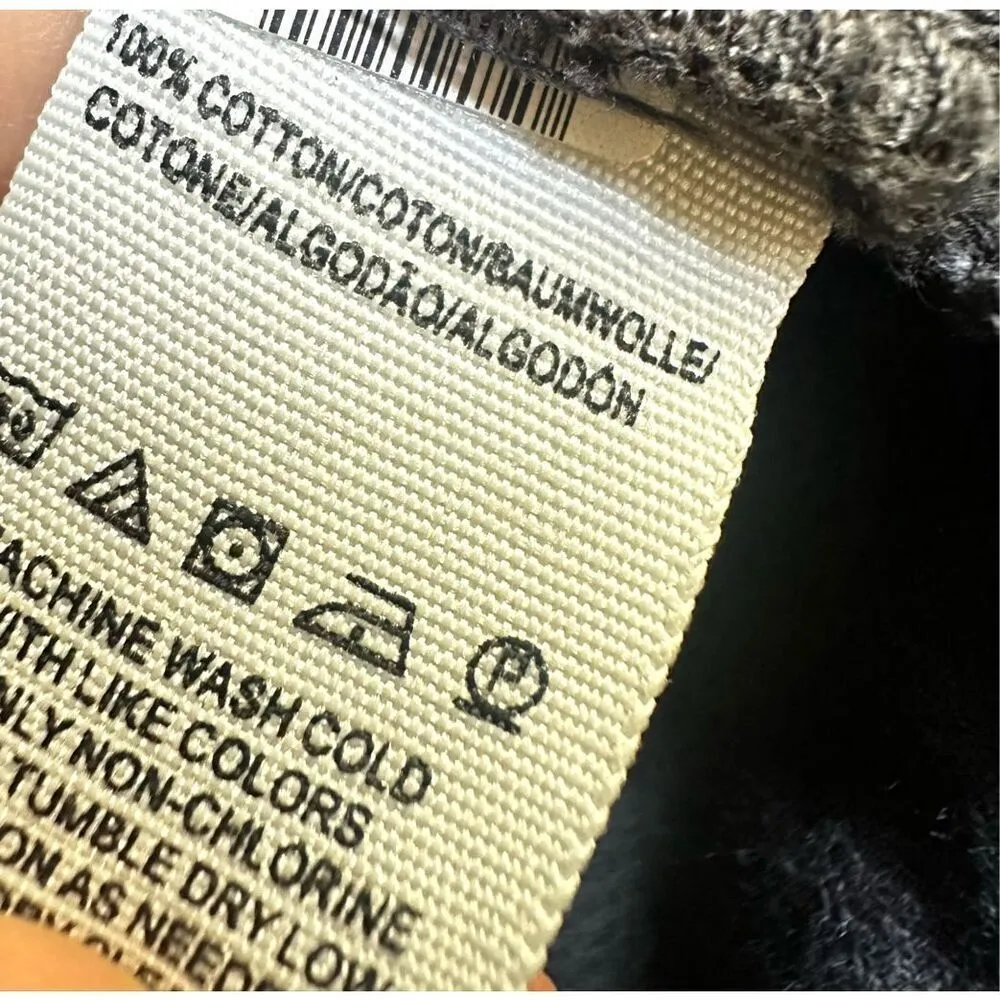 100% COTTON/COTON/BAUMWOLLE/
COTONE/ALGODÃO/ALGODÓN
P
ACHINE WASH COLD
ITH LIKE COLORS
NLY NON-CHLORINE
TUMBLE DRY LOW
ON AS NEED